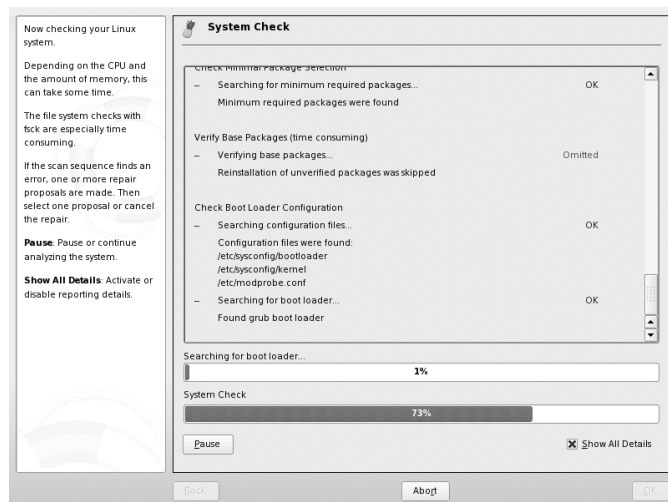 Now checking your Linux
system.
Depending on the CPU and
the amount of memory, this
can take some time.
The file system checks with
fsck are especially time
consuming.
If the scan sequence finds an
error, one or more repair
proposals are made. Then
select one proposal or cancel
the repair.
Pause: Pause or continue
analyzing the system.
Show All Details: Activate or
disable reporting details.
System Check
Check Minimal Package Selection
– Searching for minimum required packages... OK
Minimum required packages were found
Verify Base Packages (time consuming)
– Verifying base packages... Omitted
Reinstallation of unverified packages was skipped
Check Boot Loader Configuration
– Searching configuration files... OK
Configuration files were found:
/etc/sysconfig/bootloader
/etc/sysconfig/kernel
/etc/modprobe.conf
– Searching for boot loader... OK
Found grub boot loader
Searching for boot loader...
1%
System Check
73%
Pause
Show All Details
Back
Abort
OK